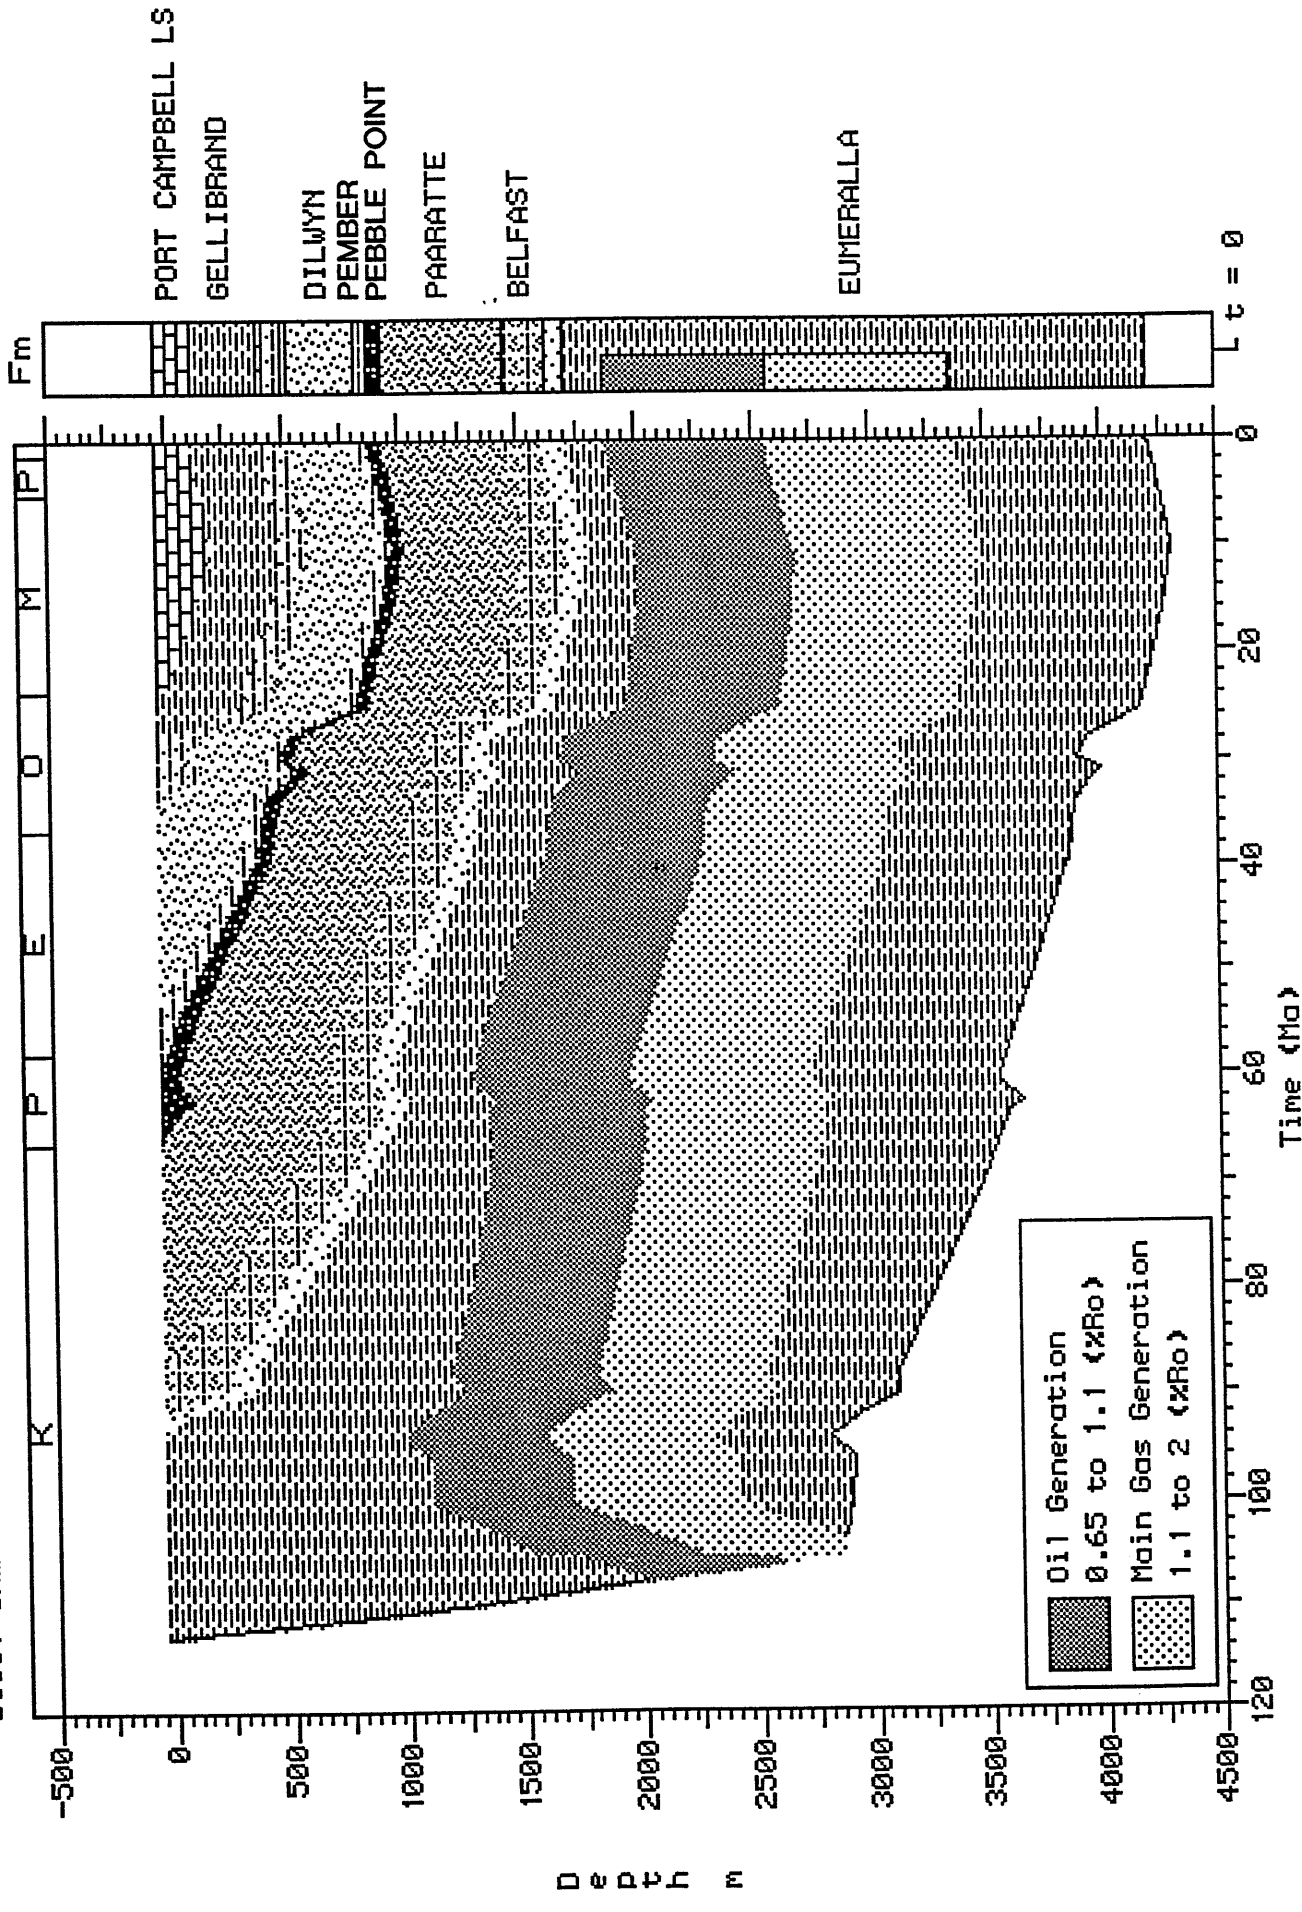 Fm
K
P
E
O
M
P
-500
0
500
1000
1500
2000
2500
3000
3500
4000
4500
Depth m
120
100
80
60
40
20
0
Time (Ma)
t = 0
PORT CAMPBELL LS
GELLIBRAND
DILWYN
PEMBER
PEBBLE POINT
PAARATTE
BELFAST
EUMERALLA
Oil Generation
0.65 to 1.1 (%Ro)
Main Gas Generation
1.1 to 2 (%Ro)